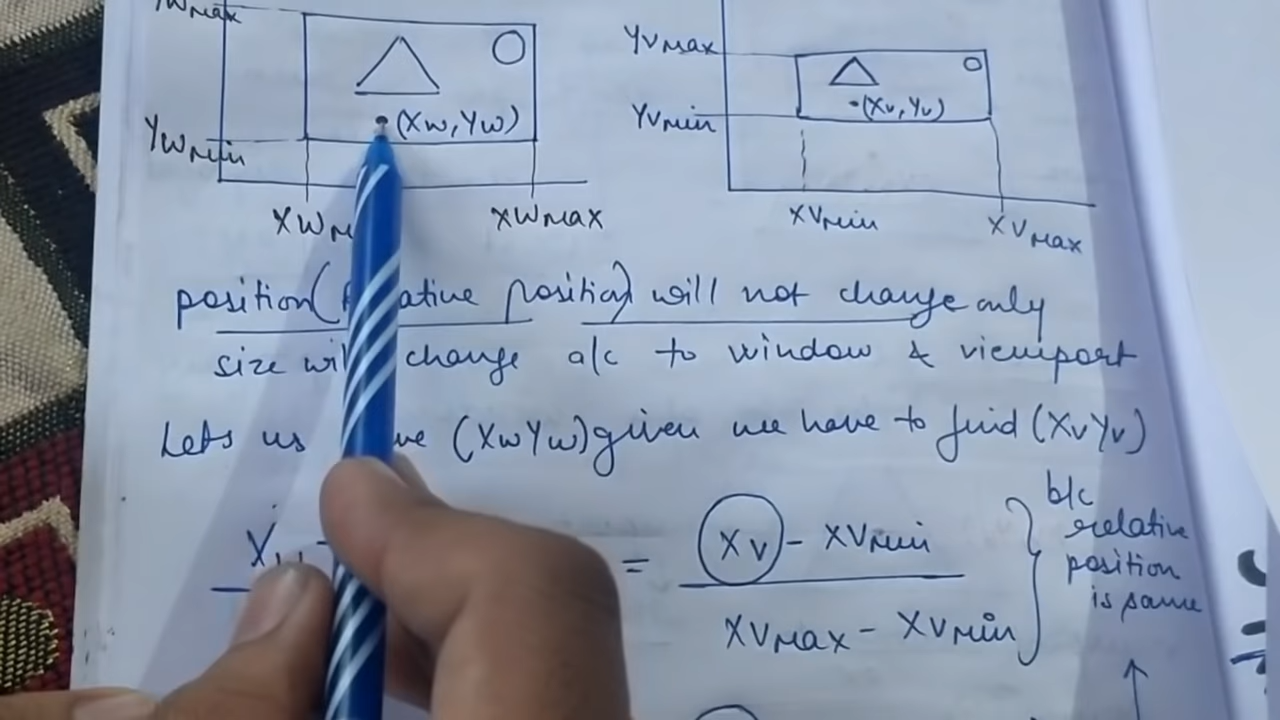 YVMax
YWMin
(XW, YW)
XWMAX
YVMin
(XV, YV)
XVMin
XVMAX
position( ative position) will not change only
size will change a/c to window & viewport
Lets us (XwYw)given we have to find (XvYv)
= XV - XVMin
XVMAX - XVMin
b/c
relative
position
is same